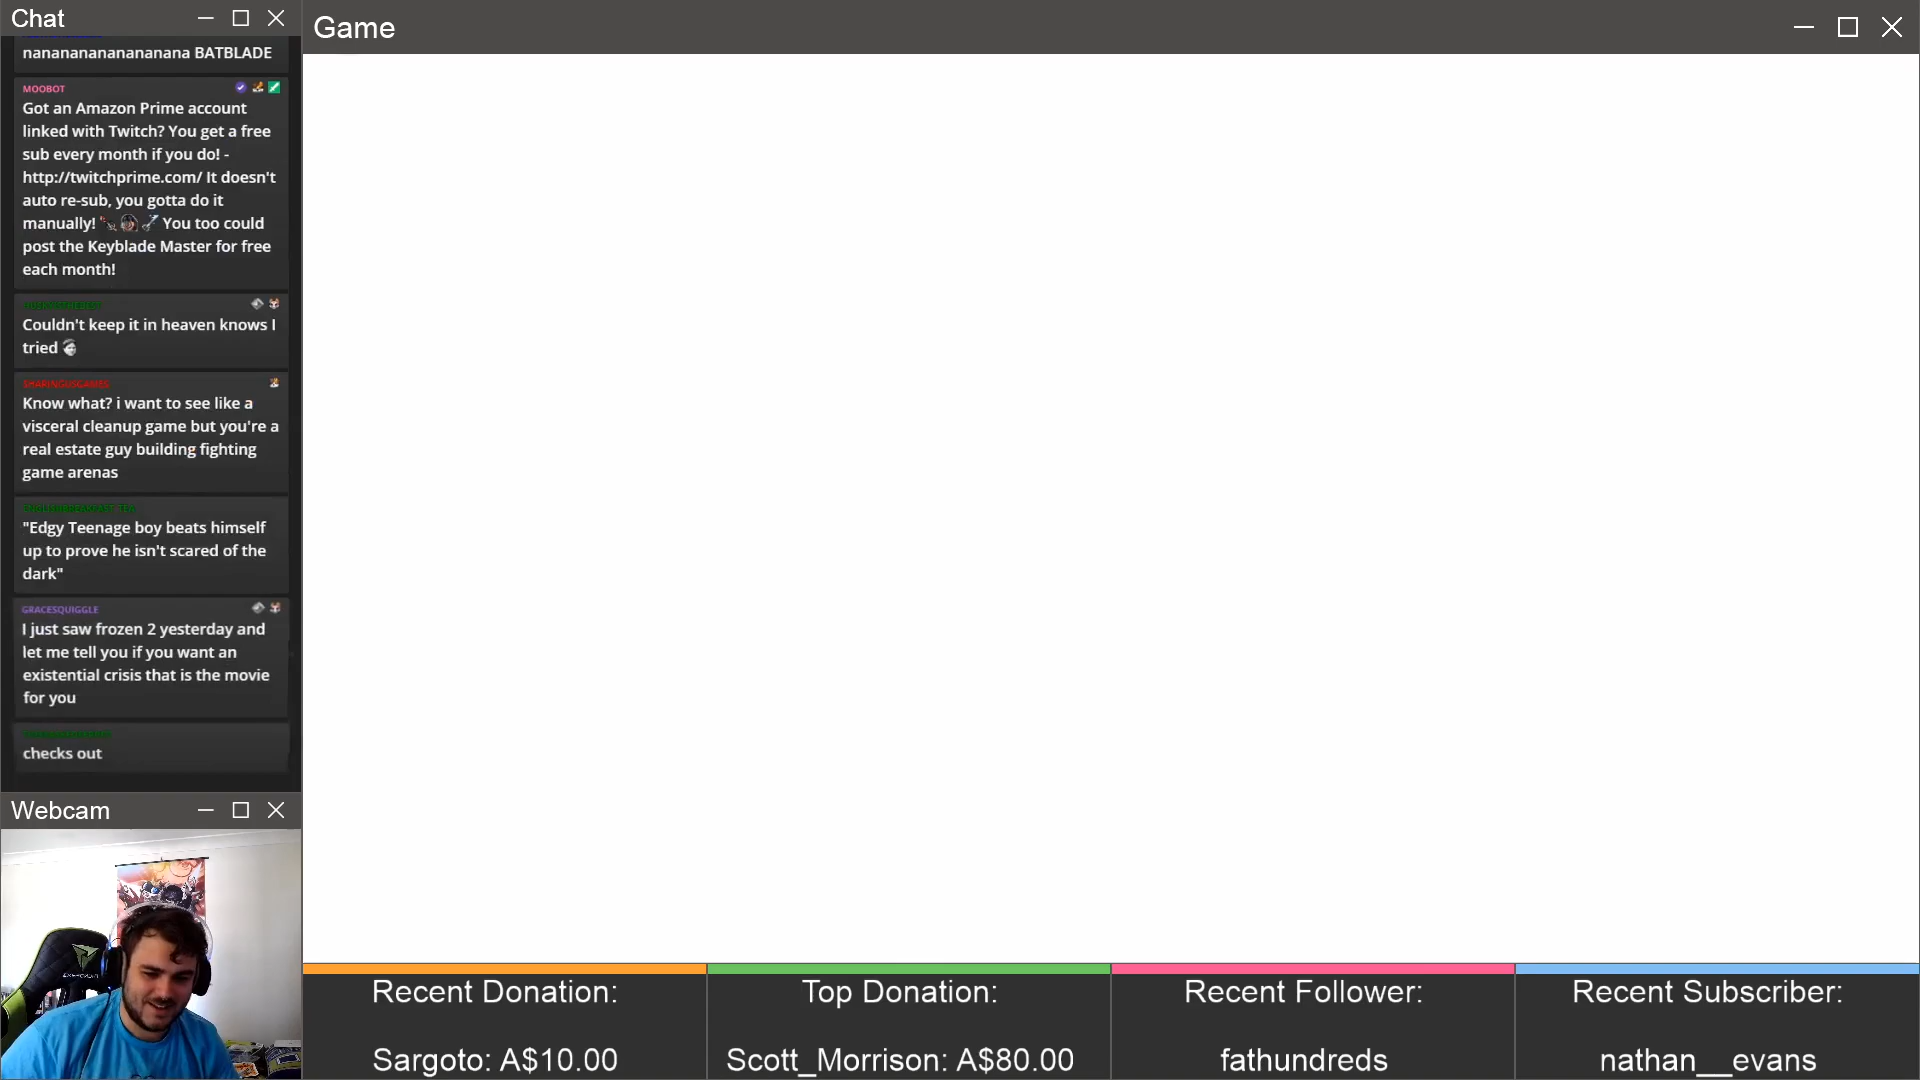 Chat
nanananananananana BATBLADE
MOOBOT
Got an Amazon Prime account
linked with Twitch? You get a free
sub every month if you do! -
http://twitchprime.com/ It doesn't
auto re-sub, you gotta do it
manually! You too could
post the Keyblade Master for free
each month!
Couldn't keep it in heaven knows I
tried
SHARINGUSGAMES
Know what? i want to see like a
visceral cleanup game but you're a
real estate guy building fighting
game arenas
ENGLISHBREAKFAST_TEA
"Edgy Teenage boy beats himself
up to prove he isn't scared of the
dark"
GRACESQUIGGLE
I just saw frozen 2 yesterday and
let me tell you if you want an
existential crisis that is the movie
for you
checks out
Webcam
Game
Recent Donation:
Sargoto: A$10.00
Top Donation:
Scott_Morrison: A$80.00
Recent Follower:
fathundreds
Recent Subscriber:
nathan__evans